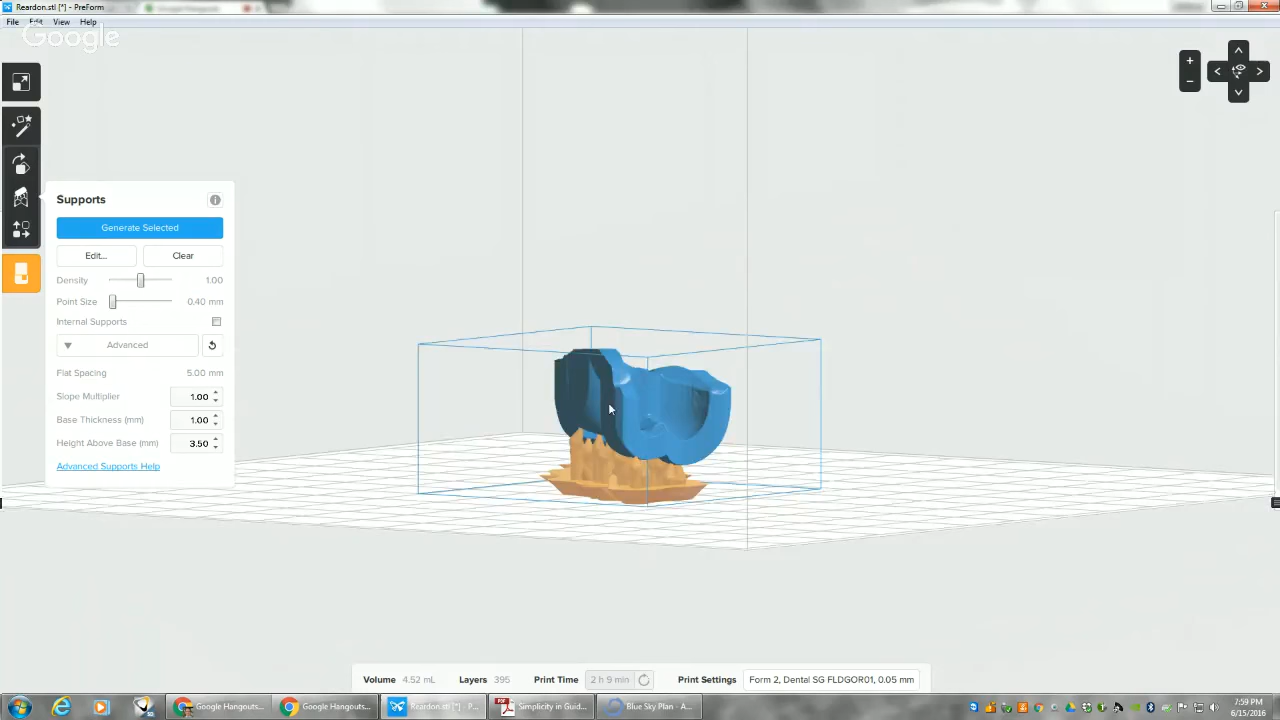 Reardon.stl [*] - PreForm
Google Hangouts
File Edit View Help
Google
Supports
Generate Selected
Edit... Clear
Density 1.00
Point Size 0.40 mm
Internal Supports
Advanced
Flat Spacing 5.00 mm
Slope Multiplier 1.00
Base Thickness (mm) 1.00
Height Above Base (mm) 3.50
Advanced Supports Help
Volume 4.52 mL Layers 395 Print Time 2 h 9 min Print Settings Form 2, Dental SG FLDGOR01, 0.05 mm
Google Hangouts... Google Hangouts... Reardon.stl [*] - P... Simplicity in Guid... Blue Sky Plan - A...
7:59 PM
6/15/2016